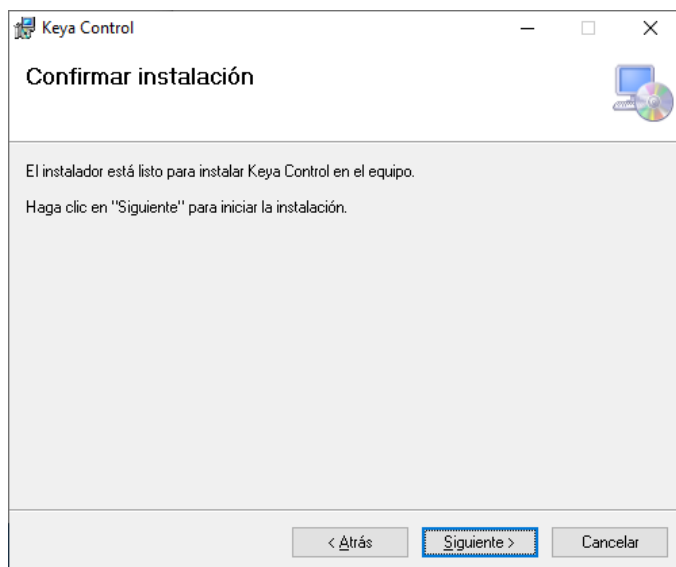 Keya Control
Confirmar instalación
El instalador está listo para instalar Keya Control en el equipo.
Haga clic en "Siguiente" para iniciar la instalación.
< Atrás
Siguiente >
Cancelar